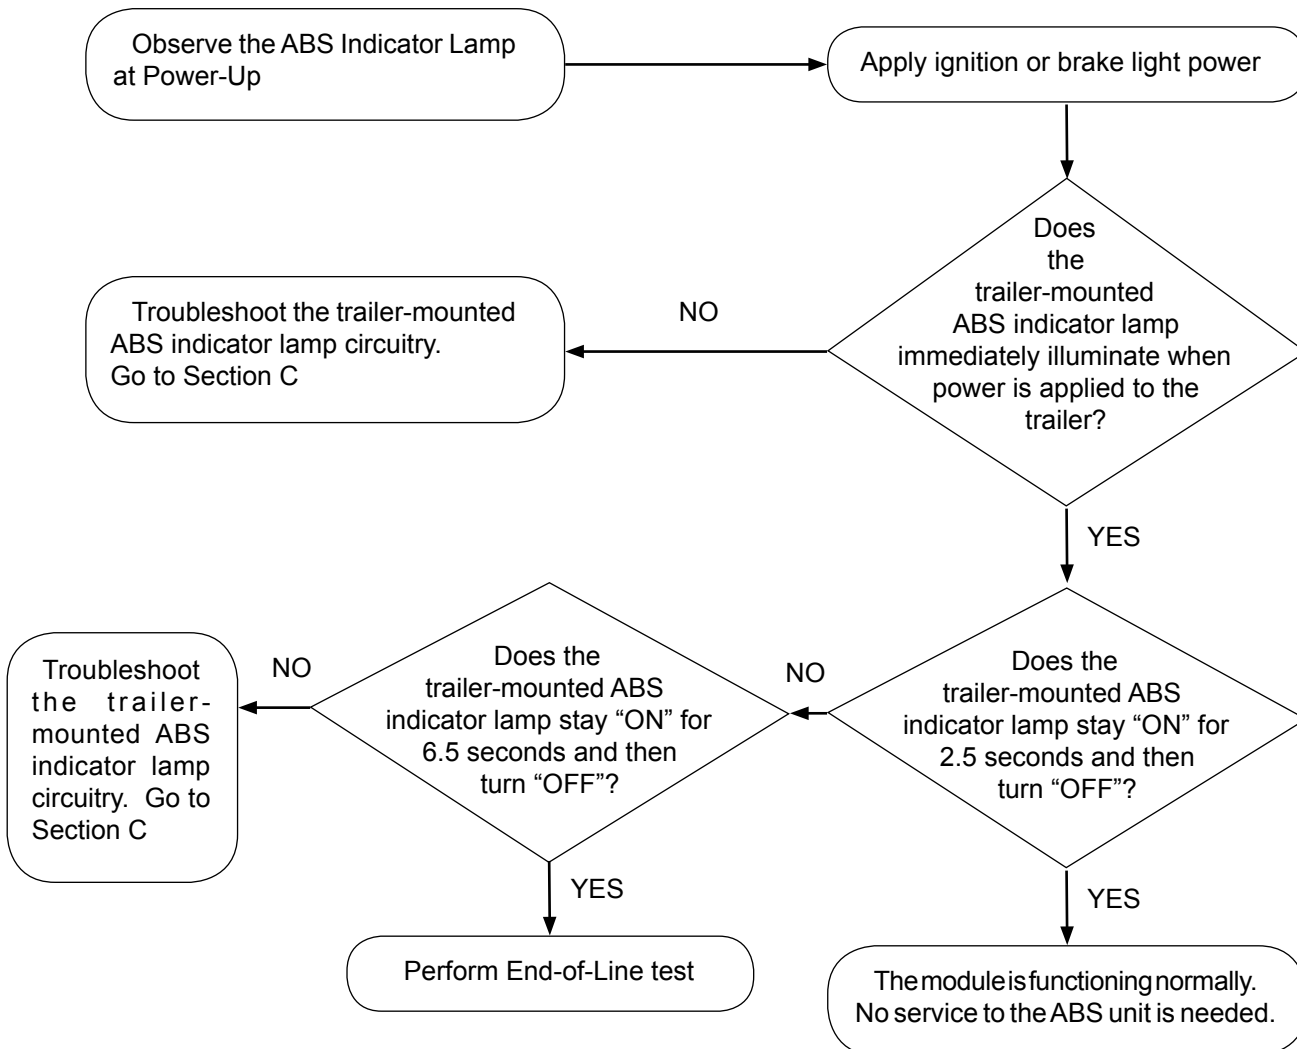 Observe the ABS Indicator Lamp
at Power-Up
Apply ignition or brake light power
Does
the
trailer-mounted
ABS indicator lamp
immediately illuminate when
power is applied to the
trailer?
NO
Troubleshoot the trailer-mounted
ABS indicator lamp circuitry.
Go to Section C
YES
Does the
trailer-mounted ABS
indicator lamp stay “ON” for
2.5 seconds and then
turn “OFF”?
NO
Does the
trailer-mounted ABS
indicator lamp stay “ON” for
6.5 seconds and then
turn “OFF”?
NO
Troubleshoot
the trailer-
mounted ABS
indicator lamp
circuitry. Go to
Section C
YES
Perform End-of-Line test
YES
The module is functioning normally.
No service to the ABS unit is needed.